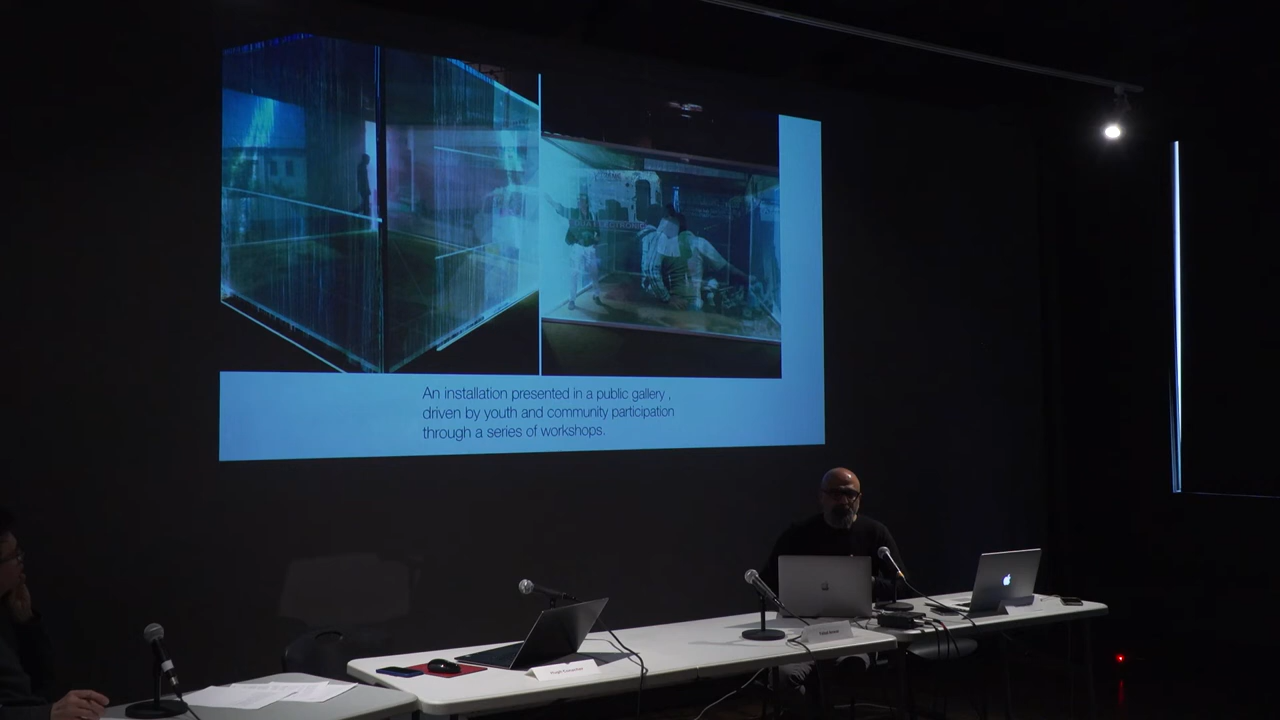 An installation presented in a public gallery ,
driven by youth and community participation
through a series of workshops.